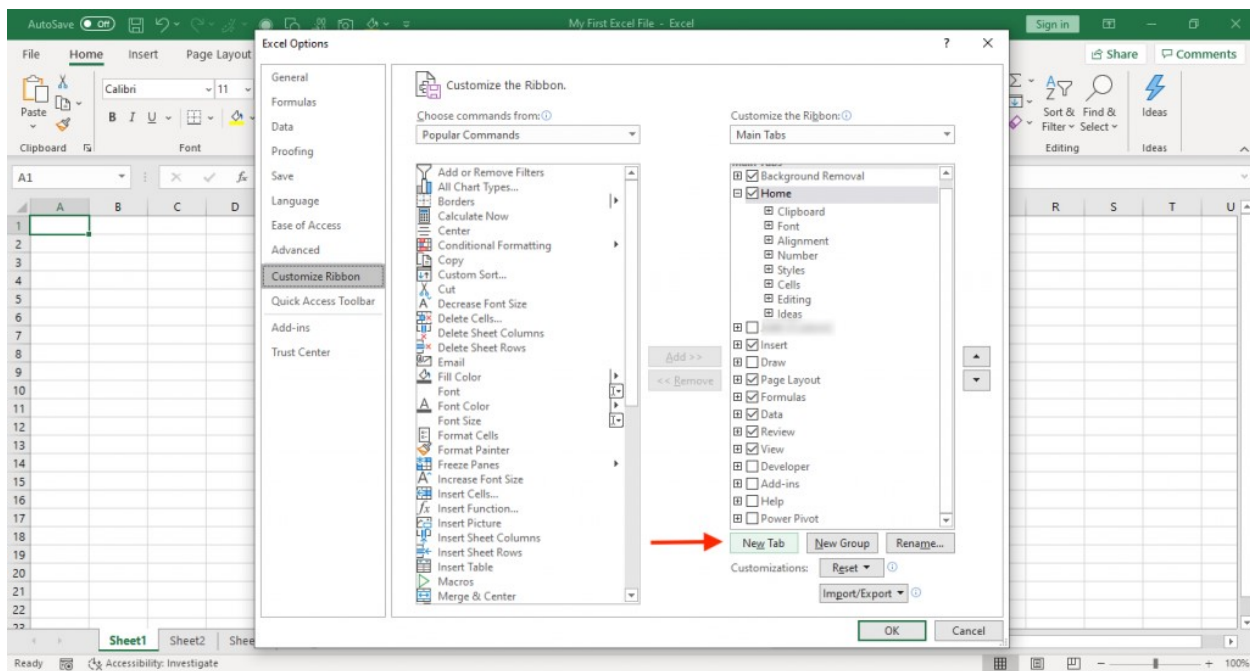 AutoSave Off My First Excel File - Excel Sign in
File Home Insert Page Layout Share Comments
Paste
Clipboard
Calibri 11
B I U
Font
Sort & Filter
Find & Select
Editing
Ideas
Ideas
A1 fx
A B C D R S T U
1
2
3
4
5
6
7
8
9
10
11
12
13
14
15
16
17
18
19
20
21
22
23
Excel Options ? ×
General
Formulas
Data
Proofing
Save
Language
Ease of Access
Advanced
Customize Ribbon
Quick Access Toolbar
Add-ins
Trust Center
Customize the Ribbon.
Choose commands from:
Popular Commands
Add or Remove Filters
All Chart Types...
Borders
Calculate Now
Center
Conditional Formatting
Copy
Custom Sort...
Cut
Decrease Font Size
Delete Cells...
Delete Sheet Columns
Delete Sheet Rows
Email
Fill Color
Font
Font Color
Font Size
Format Cells
Format Painter
Freeze Panes
Increase Font Size
Insert Cells...
Insert Function...
Insert Picture
Insert Sheet Columns
Insert Sheet Rows
Insert Table
Macros
Merge & Center
Add >>
<< Remove
Customize the Ribbon:
Main Tabs
Main Tabs
Background Removal
Home
Clipboard
Font
Alignment
Number
Styles
Cells
Editing
Ideas
Insert
Draw
Page Layout
Formulas
Data
Review
View
Developer
Add-ins
Help
Power Pivot
New Tab New Group Rename...
Customizations: Reset
Import/Export
OK Cancel
Sheet1 Sheet2 Shee
Ready Accessibility: Investigate 100%